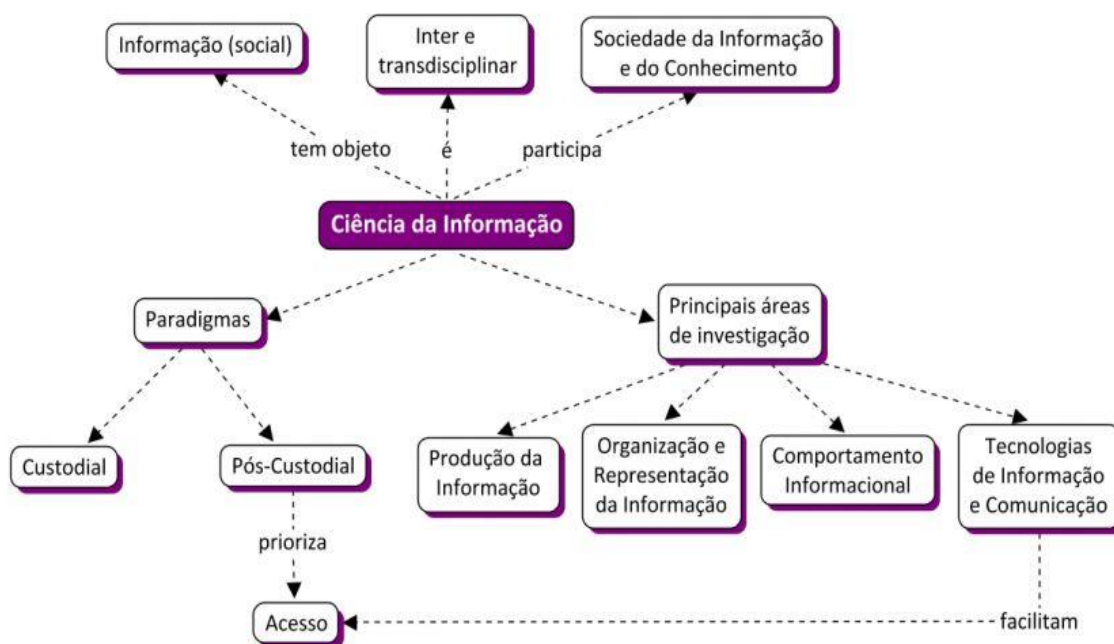 Informação (social)
Inter e
transdisciplinar
Sociedade da Informação
e do Conhecimento
tem objeto
é
participa
Ciência da Informação
Paradigmas
Principais áreas
de investigação
Custodial
Pós-Custodial
Produção da
Informação
Organização e
Representação
da Informação
Comportamento
Informacional
Tecnologias
de Informação
e Comunicação
prioriza
facilitam
Acesso